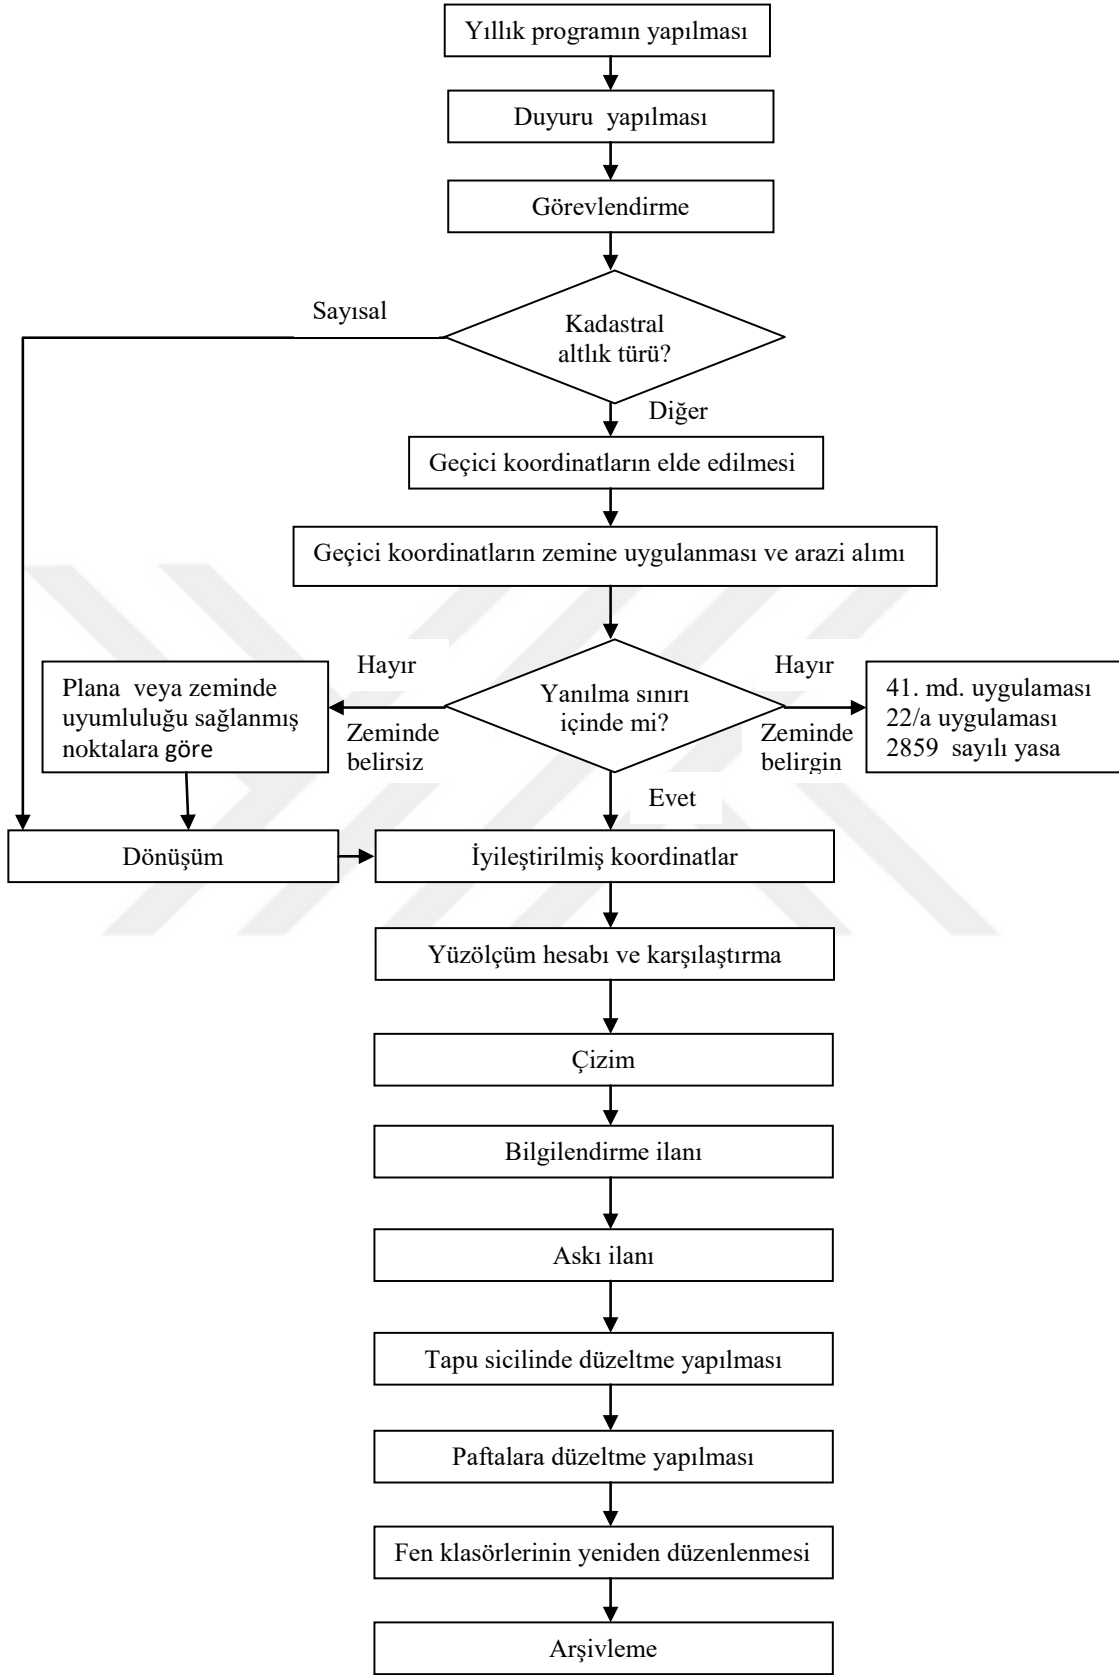 Yıllık programın yapılması
Duyuru yapılması
Görevlendirme
Sayısal
Kadastral
altlık türü?
Diğer
Geçici koordinatların elde edilmesi
Geçici koordinatların zemine uygulanması ve arazi alımı
Plana veya zeminde
uyumluluğu sağlanmış
noktalara göre
Hayır
Zeminde
belirsiz
Yanılma sınırı
içinde mi?
Hayır
Zeminde
belirgin
41. md. uygulaması
22/a uygulaması
2859 sayılı yasa
Evet
Dönüşüm
İyileştirilmiş koordinatlar
Yüzölçüm hesabı ve karşılaştırma
Çizim
Bilgilendirme ilanı
Askı ilanı
Tapu sicilinde düzeltme yapılması
Paftalara düzeltme yapılması
Fen klasörlerinin yeniden düzenlenmesi
Arşivleme